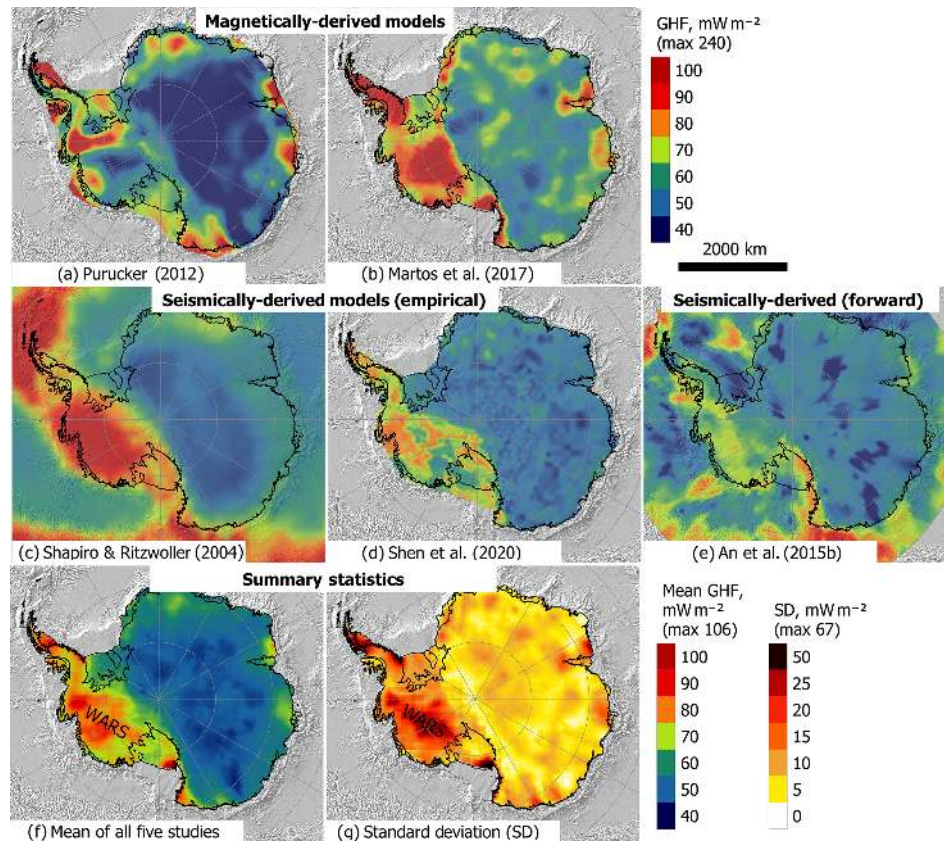 Magnetically-derived models
GHF, mW m⁻²
(max 240)
100
90
80
70
60
50
40
2000 km
(a) Purucker (2012)
(b) Martos et al. (2017)
Seismically-derived models (empirical)
Seismically-derived (forward)
(c) Shapiro & Ritzwoller (2004)
(d) Shen et al. (2020)
(e) An et al. (2015b)
Summary statistics
Mean GHF,
mW m⁻²
(max 106)
100
90
80
70
60
50
40
SD, mW m⁻²
(max 67)
50
25
20
15
10
5
0
WARS
WARS
(f) Mean of all five studies
(g) Standard deviation (SD)